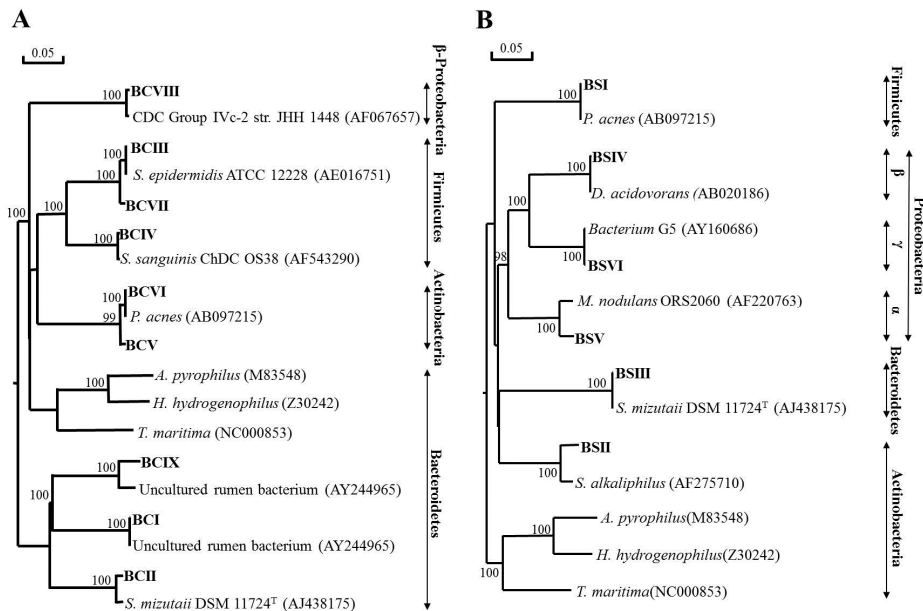 A
0.05
100
BCVIII
CDC Group IVc-2 str. JHH 1448 (AF067657)
100
BCIII
S. epidermidis ATCC 12228 (AE016751)
100
BCVII
100
100
BCIV
100
S. sanguinis ChDC OS38 (AF543290)
BCVI
100
P. acnes (AB097215)
99
BCV
A. pyrophilus (M83548)
100
H. hydrogenophilus (Z30242)
T. maritima (NC000853)
BCIX
100
Uncultured rumen bacterium (AY244965)
100
BCI
100
Uncultured rumen bacterium (AY244965)
BCII
100
S. mizutaii DSM 11724T (AJ438175)
β-Proteobacteria
Firmicutes
Actinobacteria
Bacteroidetes
B
0.05
BSI
100
P. acnes (AB097215)
BSIV
100
D. acidovorans (AB020186)
100
100
Bacterium G5 (AY160686)
100
BSVI
98
M. nodulans ORS2060 (AF220763)
100
BSV
BSIII
100
S. mizutaii DSM 11724T (AJ438175)
BSII
100
S. alkaliphilus (AF275710)
A. pyrophilus(M83548)
100
H. hydrogenophilus(Z30242)
100
T. maritima(NC000853)
Firmicutes
β
γ
α
Proteobacteria
Bacteroidetes
Actinobacteria